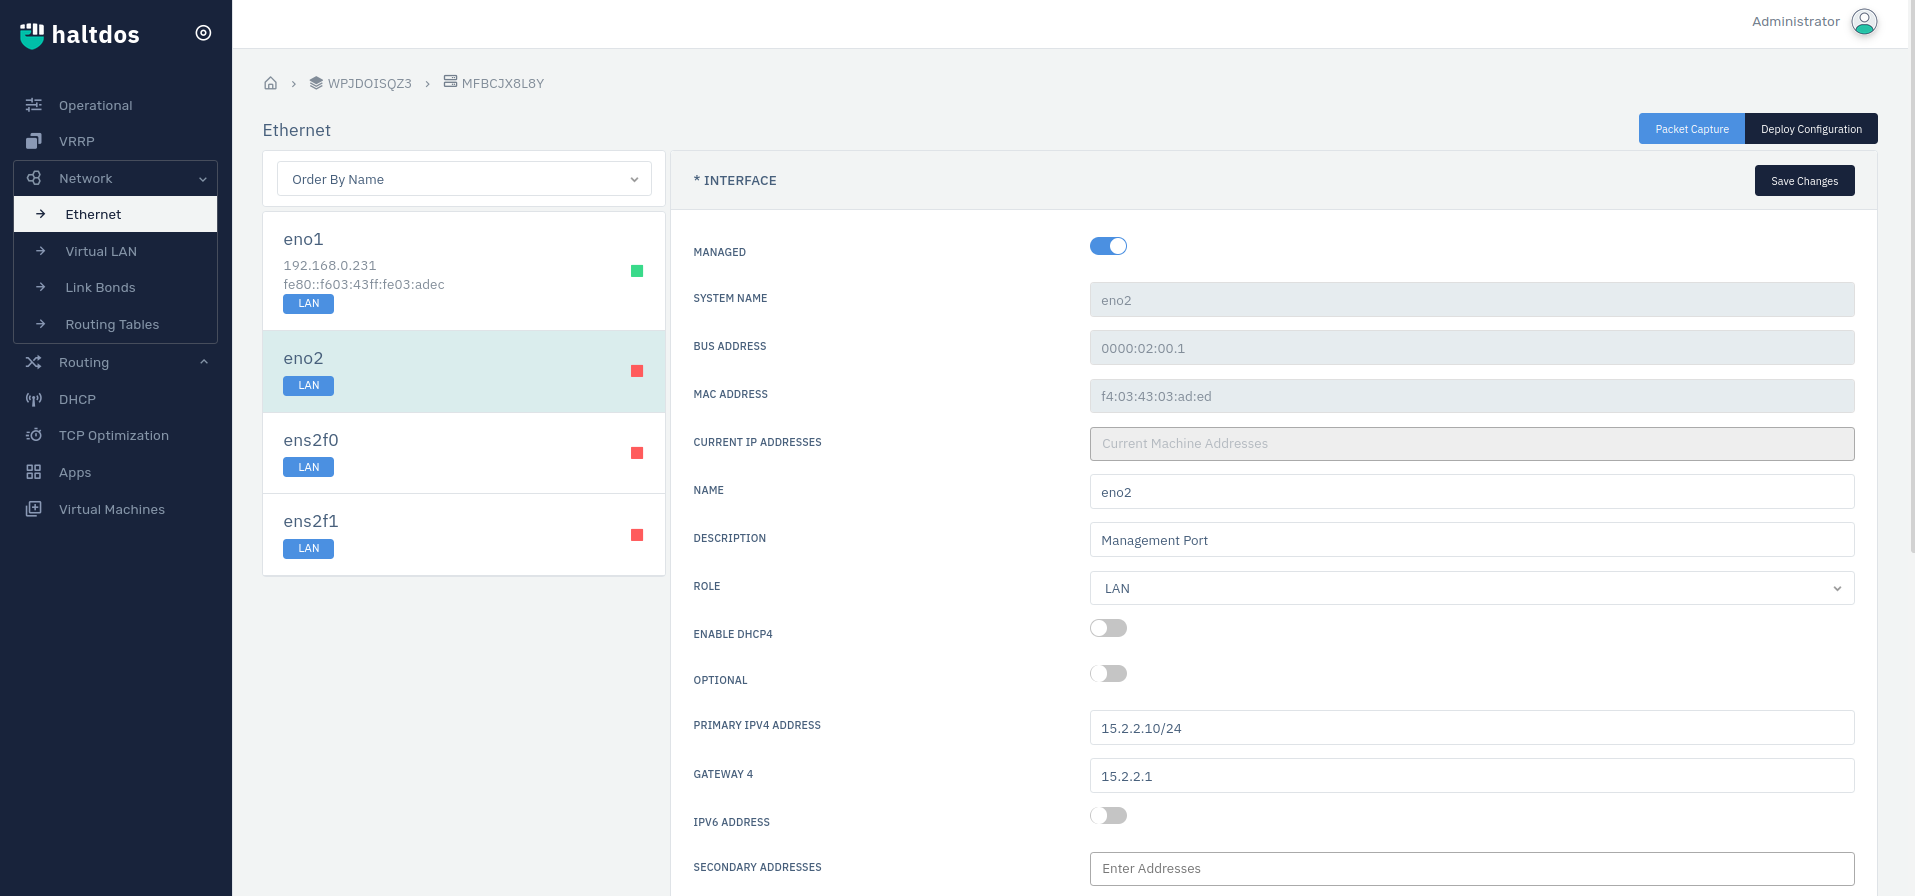 haltdos
Administrator
WPJDOISQZ3
MFBCJX8L8Y
Operational
VRRP
Network
Ethernet
Virtual LAN
Link Bonds
Routing Tables
Routing
DHCP
TCP Optimization
Apps
Virtual Machines
Ethernet
Packet Capture
Deploy Configuration
Order By Name
eno1
192.168.0.231
fe80::f603:43ff:fe03:adec
LAN
eno2
LAN
ens2f0
LAN
ens2f1
LAN
* INTERFACE
Save Changes
MANAGED
SYSTEM NAME
eno2
BUS ADDRESS
0000:02:00.1
MAC ADDRESS
f4:03:43:03:ad:ed
CURRENT IP ADDRESSES
Current Machine Addresses
NAME
eno2
DESCRIPTION
Management Port
ROLE
LAN
ENABLE DHCP4
OPTIONAL
PRIMARY IPV4 ADDRESS
15.2.2.10/24
GATEWAY 4
15.2.2.1
IPV6 ADDRESS
SECONDARY ADDRESSES
Enter Addresses